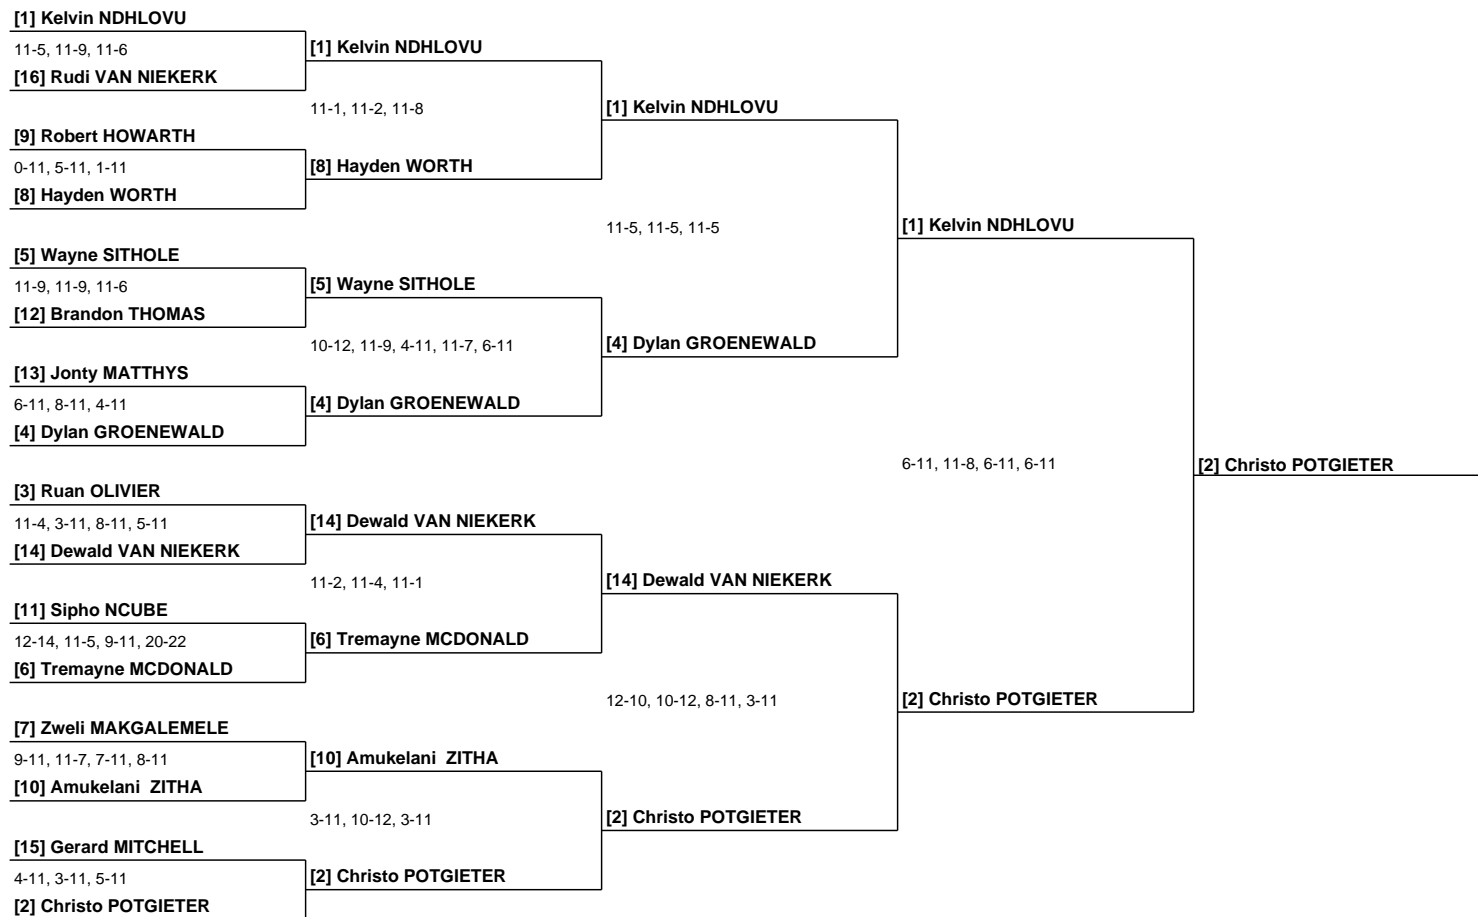 [1] Kelvin NDHLOVU
11-5, 11-9, 11-6
[16] Rudi VAN NIEKERK
[9] Robert HOWARTH
0-11, 5-11, 1-11
[8] Hayden WORTH
[5] Wayne SITHOLE
11-9, 11-9, 11-6
[12] Brandon THOMAS
[13] Jonty MATTHYS
6-11, 8-11, 4-11
[4] Dylan GROENEWALD
[3] Ruan OLIVIER
11-4, 3-11, 8-11, 5-11
[14] Dewald VAN NIEKERK
[11] Sipho NCUBE
12-14, 11-5, 9-11, 20-22
[6] Tremayne MCDONALD
[7] Zweli MAKGALEMELE
9-11, 11-7, 7-11, 8-11
[10] Amukelani  ZITHA
[15] Gerard MITCHELL
4-11, 3-11, 5-11
[2] Christo POTGIETER
[1] Kelvin NDHLOVU
11-1, 11-2, 11-8
[8] Hayden WORTH
[5] Wayne SITHOLE
10-12, 11-9, 4-11, 11-7, 6-11
[4] Dylan GROENEWALD
[14] Dewald VAN NIEKERK
11-2, 11-4, 11-1
[6] Tremayne MCDONALD
[10] Amukelani  ZITHA
3-11, 10-12, 3-11
[2] Christo POTGIETER
[1] Kelvin NDHLOVU
11-5, 11-5, 11-5
[4] Dylan GROENEWALD
[14] Dewald VAN NIEKERK
12-10, 10-12, 8-11, 3-11
[2] Christo POTGIETER
[1] Kelvin NDHLOVU
6-11, 11-8, 6-11, 6-11
[2] Christo POTGIETER
[2] Christo POTGIETER